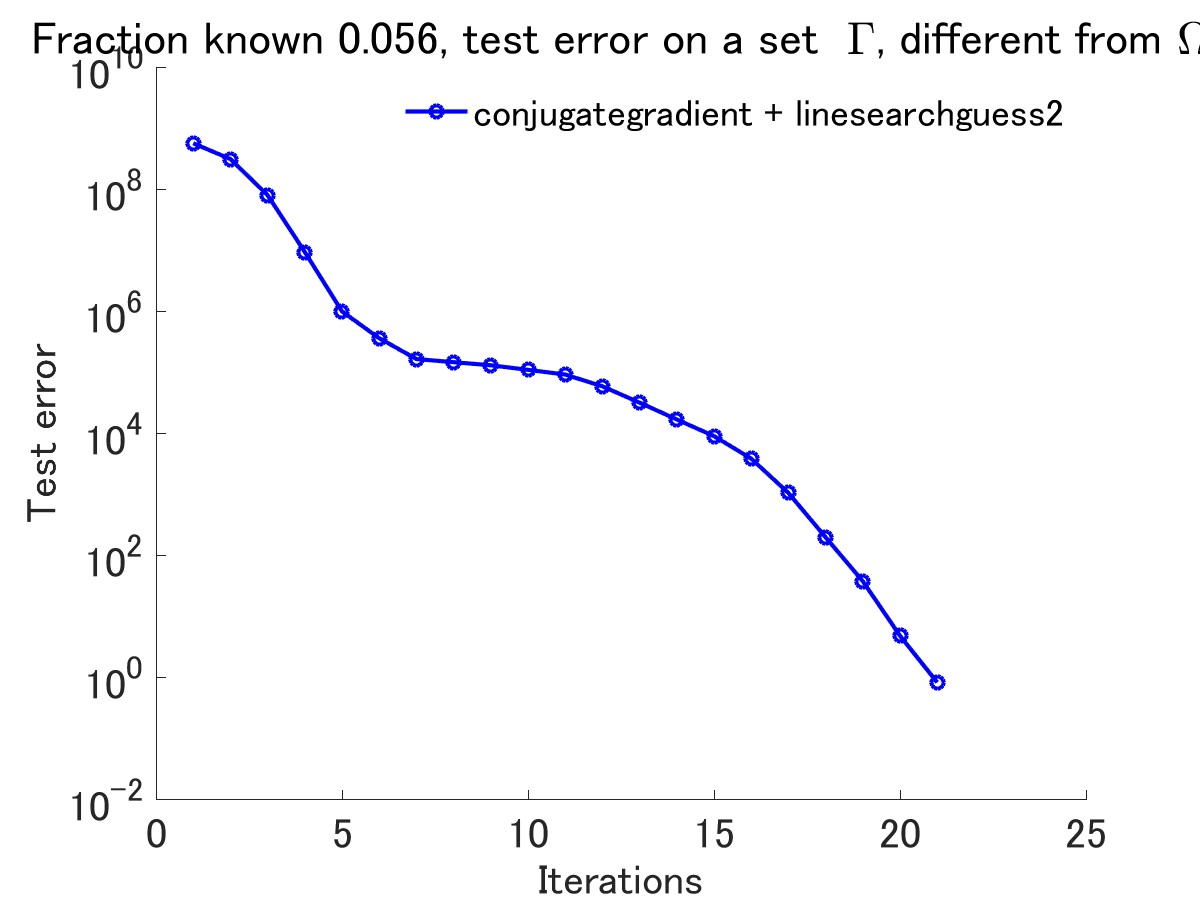 Fraction known 0.056, test error on a set Γ, different from Ω
conjugategradient + linesearchguess2
10^10
10^8
10^6
10^4
10^2
10^0
10^-2
Test error
0 5 10 15 20 25
Iterations